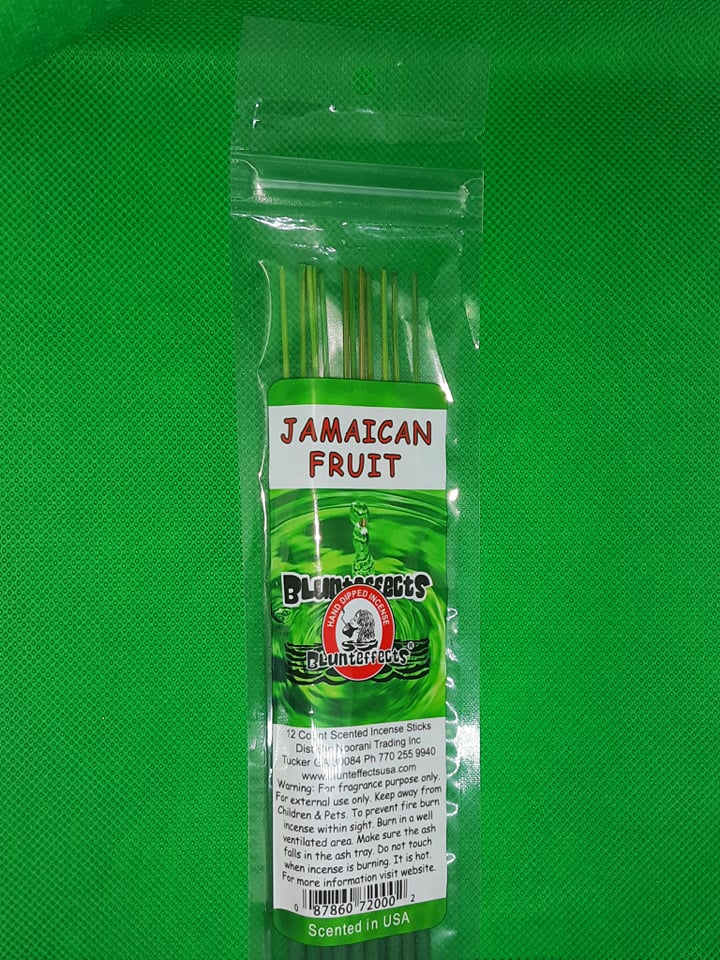 JAMAICAN
FRUIT
BLUNTEFFECTS
HAND DIPPED INCENSE
BLUNTEFFECTS®
12 Count Scented Incense Sticks
Noorani Trading Inc
Tucker GA 30084 Ph 770 255 9940
www.blunteffectsusa.com
Warning: For fragrance purpose only.
For external use only. Keep away from
Children & Pets. To prevent fire burn
incense within sight. Burn in a well
ventilated area. Make sure the ash
falls in the ash tray. Do not touch
when incense is burning. It is hot.
For more information visit website.
0 87860 72000 2
Scented in USA